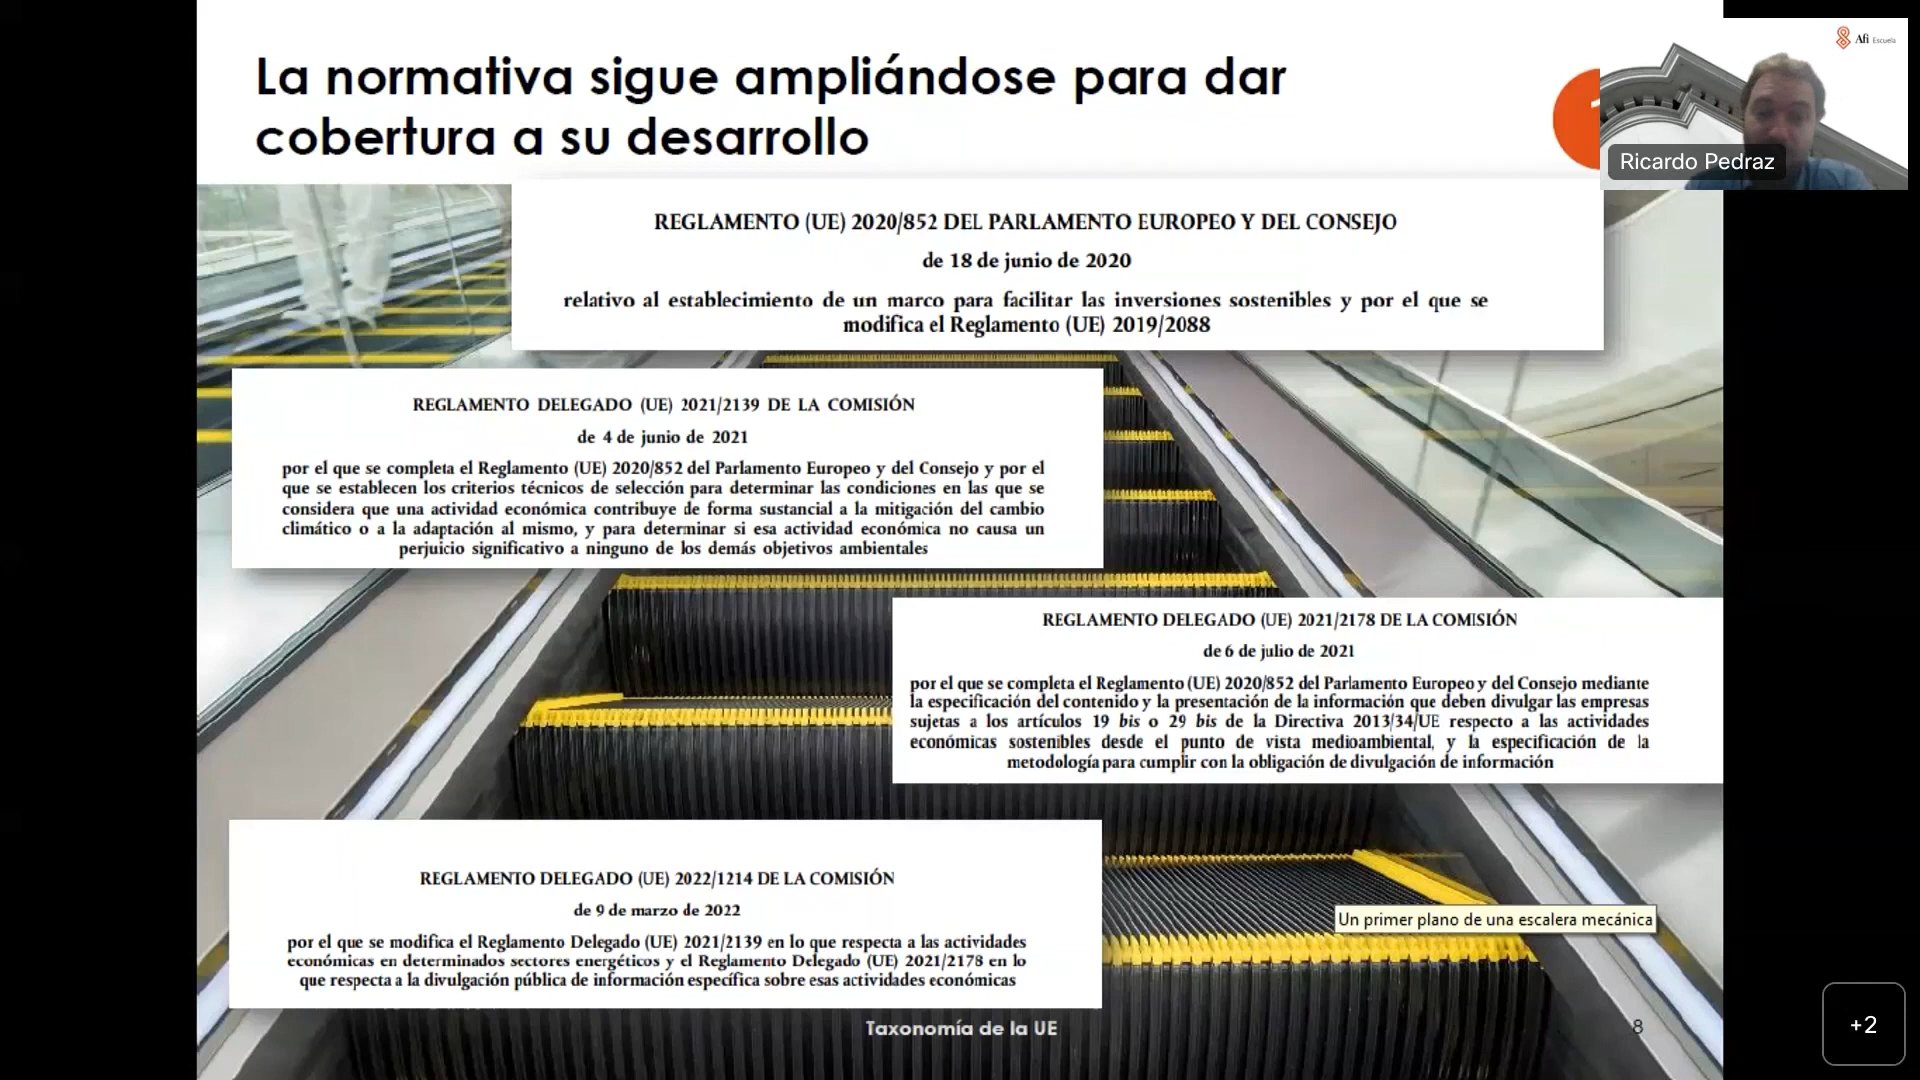 La normativa sigue ampliándose para dar
cobertura a su desarrollo
Afi Escuela
Ricardo Pedraz
REGLAMENTO (UE) 2020/852 DEL PARLAMENTO EUROPEO Y DEL CONSEJO
de 18 de junio de 2020
relativo al establecimiento de un marco para facilitar las inversiones sostenibles y por el que se
modifica el Reglamento (UE) 2019/2088
REGLAMENTO DELEGADO (UE) 2021/2139 DE LA COMISIÓN
de 4 de junio de 2021
por el que se completa el Reglamento (UE) 2020/852 del Parlamento Europeo y del Consejo y por el
que se establecen los criterios técnicos de selección para determinar las condiciones en las que se
considera que una actividad económica contribuye de forma sustancial a la mitigación del cambio
climático o a la adaptación al mismo, y para determinar si esa actividad económica no causa un
perjuicio significativo a ninguno de los demás objetivos ambientales
REGLAMENTO DELEGADO (UE) 2021/2178 DE LA COMISIÓN
de 6 de julio de 2021
por el que se completa el Reglamento (UE) 2020/852 del Parlamento Europeo y del Consejo mediante
la especificación del contenido y la presentación de la información que deben divulgar las empresas
sujetas a los artículos 19 bis o 29 bis de la Directiva 2013/34/UE respecto a las actividades
económicas sostenibles desde el punto de vista medioambiental, y la especificación de la
metodología para cumplir con la obligación de divulgación de información
REGLAMENTO DELEGADO (UE) 2022/1214 DE LA COMISIÓN
de 9 de marzo de 2022
por el que se modifica el Reglamento Delegado (UE) 2021/2139 en lo que respecta a las actividades
económicas en determinados sectores energéticos y el Reglamento Delegado (UE) 2021/2178 en lo
que respecta a la divulgación pública de información específica sobre esas actividades económicas
Un primer plano de una escalera mecánica
Taxonomía de la UE
8
+2